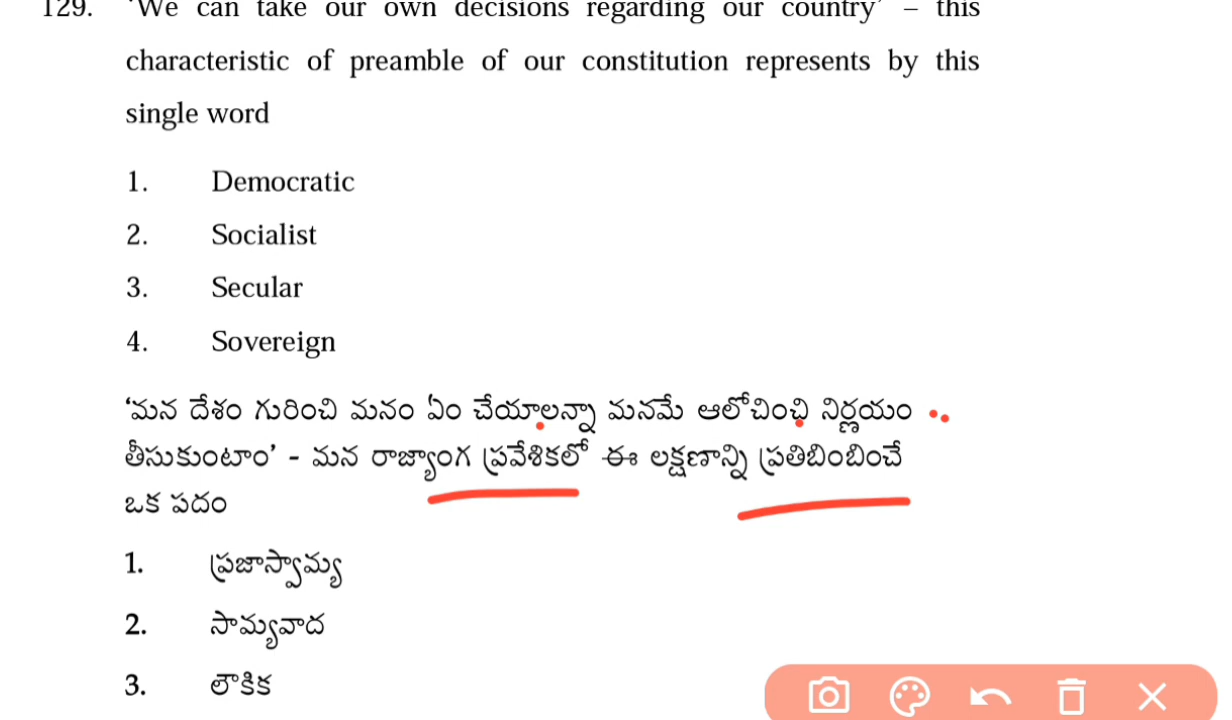 129. 'We can take our own decisions regarding our country' – this
characteristic of preamble of our constitution represents by this
single word
1. Democratic
2. Socialist
3. Secular
4. Sovereign
'మన దేశం గురించి మనం ఏం చేయాలన్నా మనమే ఆలోచించి నిర్ణయం
తీసుకుంటాం' - మన రాజ్యాంగ ప్రవేశికలో ఈ లక్షణాన్ని ప్రతిబింబించే
ఒక పదం
1. ప్రజాస్వామ్య
2. సామ్యవాద
3. లౌకిక